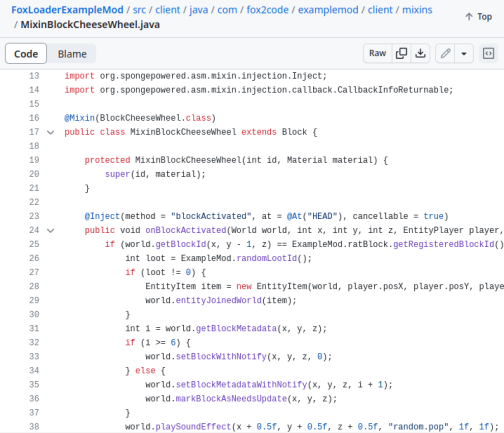 FoxLoaderExampleMod / src / client / java / com / fox2code / examplemod / client / mixins
/ MixinBlockCheeseWheel.java
Top
Code Blame Raw
13 import org.spongepowered.asm.mixin.injection.Inject;
14 import org.spongepowered.asm.mixin.injection.callback.CallbackInfoReturnable;
15
16 @Mixin(BlockCheeseWheel.class)
17 public class MixinBlockCheeseWheel extends Block {
18
19 protected MixinBlockCheeseWheel(int id, Material material) {
20 super(id, material);
21 }
22
23 @Inject(method = "blockActivated", at = @At("HEAD"), cancellable = true)
24 public void onBlockActivated(World world, int x, int y, int z, EntityPlayer player,
25 if (world.getBlockId(x, y - 1, z) == ExampleMod.ratBlock.getRegisteredBlockId()
26 int loot = ExampleMod.randomLootId();
27 if (loot != 0) {
28 EntityItem item = new EntityItem(world, player.posX, player.posY, playe
29 world.entityJoinedWorld(item);
30 }
31 int i = world.getBlockMetadata(x, y, z);
32 if (i >= 6) {
33 world.setBlockWithNotify(x, y, z, 0);
34 } else {
35 world.setBlockMetadataWithNotify(x, y, z, i + 1);
36 world.markBlockAsNeedsUpdate(x, y, z);
37 }
38 world.playSoundEffect(x + 0.5f, y + 0.5f, z + 0.5f, "random.pop", 1f, 1f);